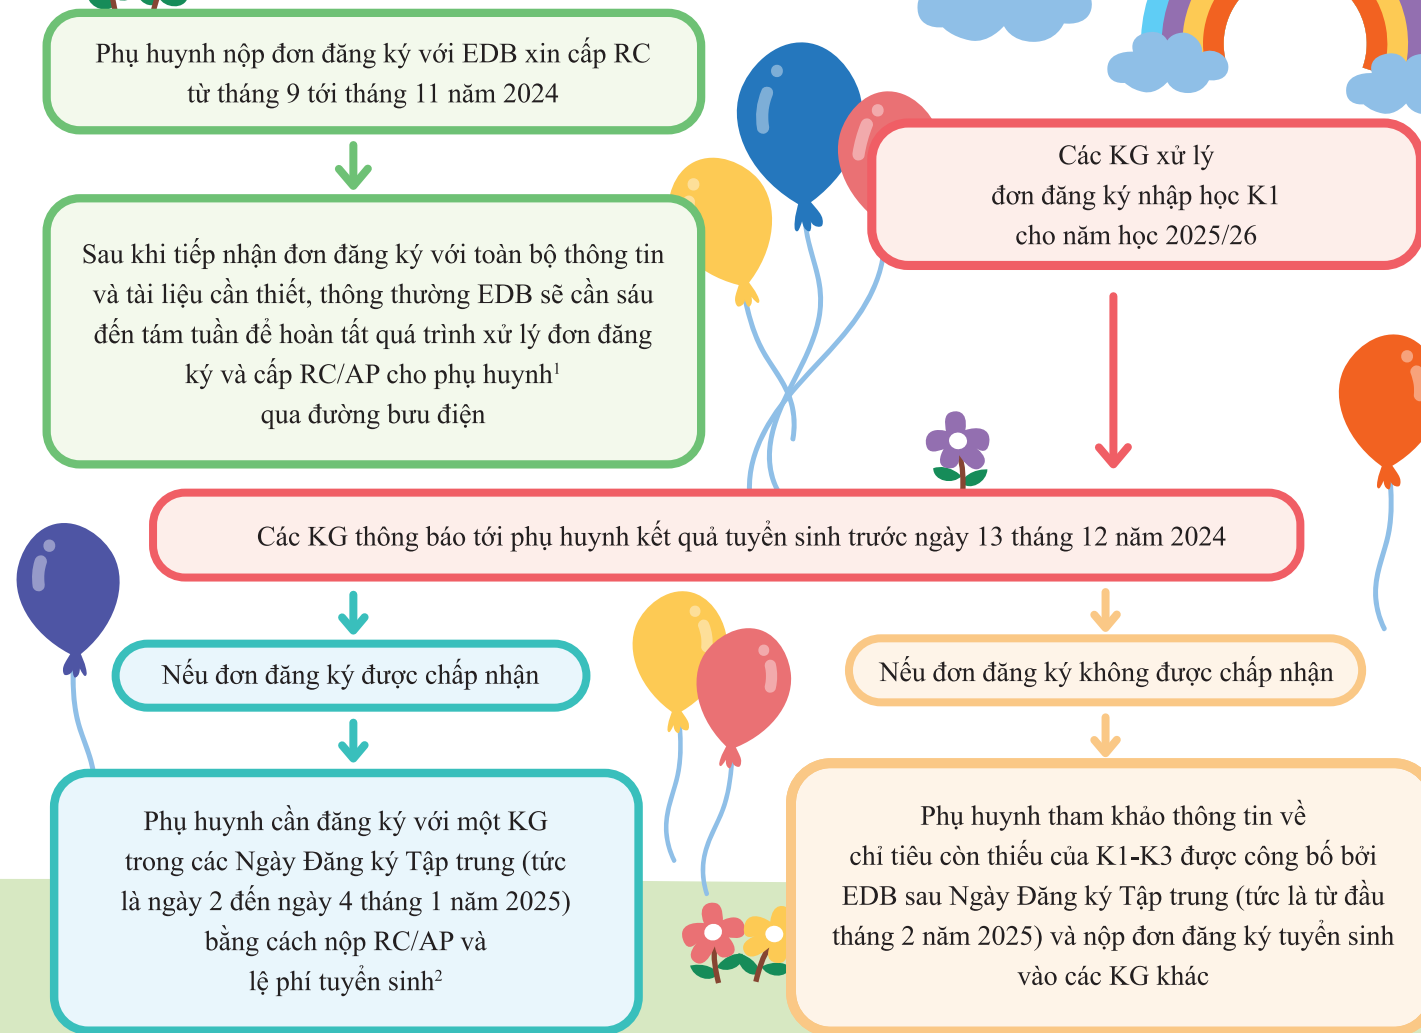 Phụ huynh nộp đơn đăng ký với EDB xin cấp RC
từ tháng 9 tới tháng 11 năm 2024
Sau khi tiếp nhận đơn đăng ký với toàn bộ thông tin
và tài liệu cần thiết, thông thường EDB sẽ cần sáu
đến tám tuần để hoàn tất quá trình xử lý đơn đăng
ký và cấp RC/AP cho phụ huynh¹
qua đường bưu điện
Các KG xử lý
đơn đăng ký nhập học K1
cho năm học 2025/26
Các KG thông báo tới phụ huynh kết quả tuyển sinh trước ngày 13 tháng 12 năm 2024
Nếu đơn đăng ký được chấp nhận
Phụ huynh cần đăng ký với một KG
trong các Ngày Đăng ký Tập trung (tức
là ngày 2 đến ngày 4 tháng 1 năm 2025)
bằng cách nộp RC/AP và
lệ phí tuyển sinh²
Nếu đơn đăng ký không được chấp nhận
Phụ huynh tham khảo thông tin về
chỉ tiêu còn thiếu của K1-K3 được công bố bởi
EDB sau Ngày Đăng ký Tập trung (tức là từ đầu
tháng 2 năm 2025) và nộp đơn đăng ký tuyển sinh
vào các KG khác